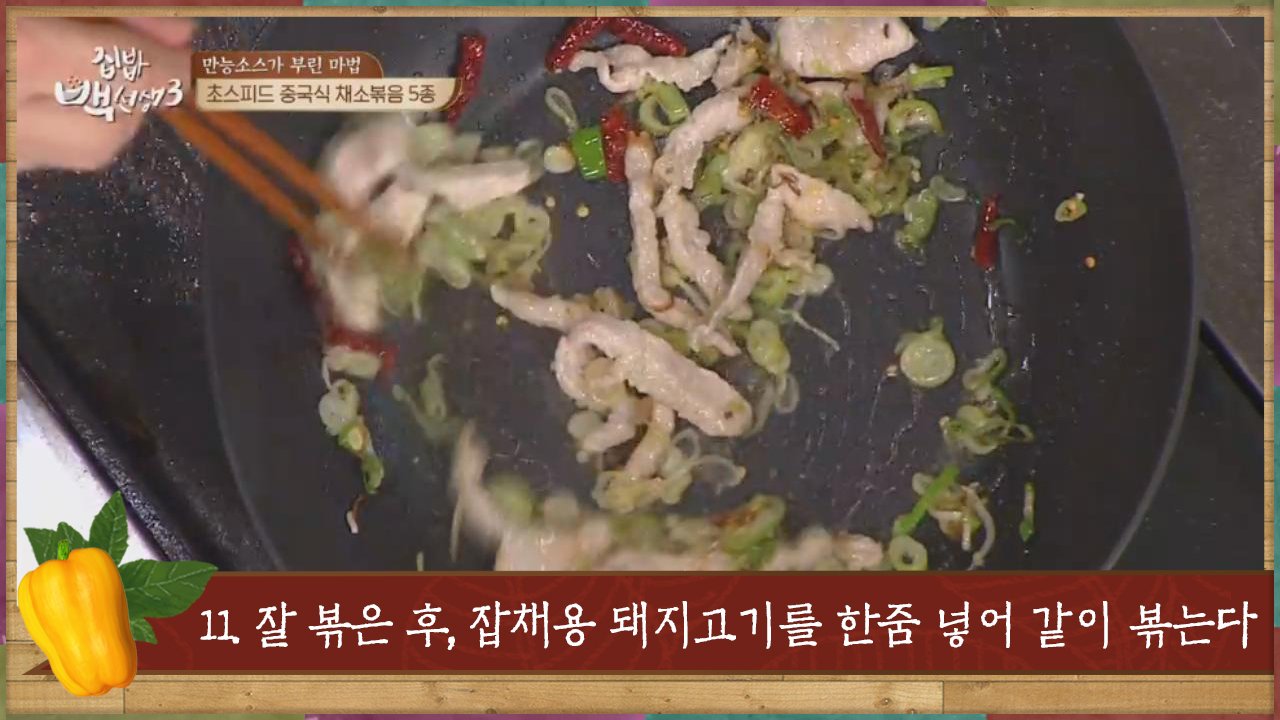 집밥
백선생3
만능소스가 부린 마법
초스피드 중국식 채소볶음 5종
11. 잘 볶은 후, 잡채용 돼지고기를 한줌 넣어 같이 볶는다